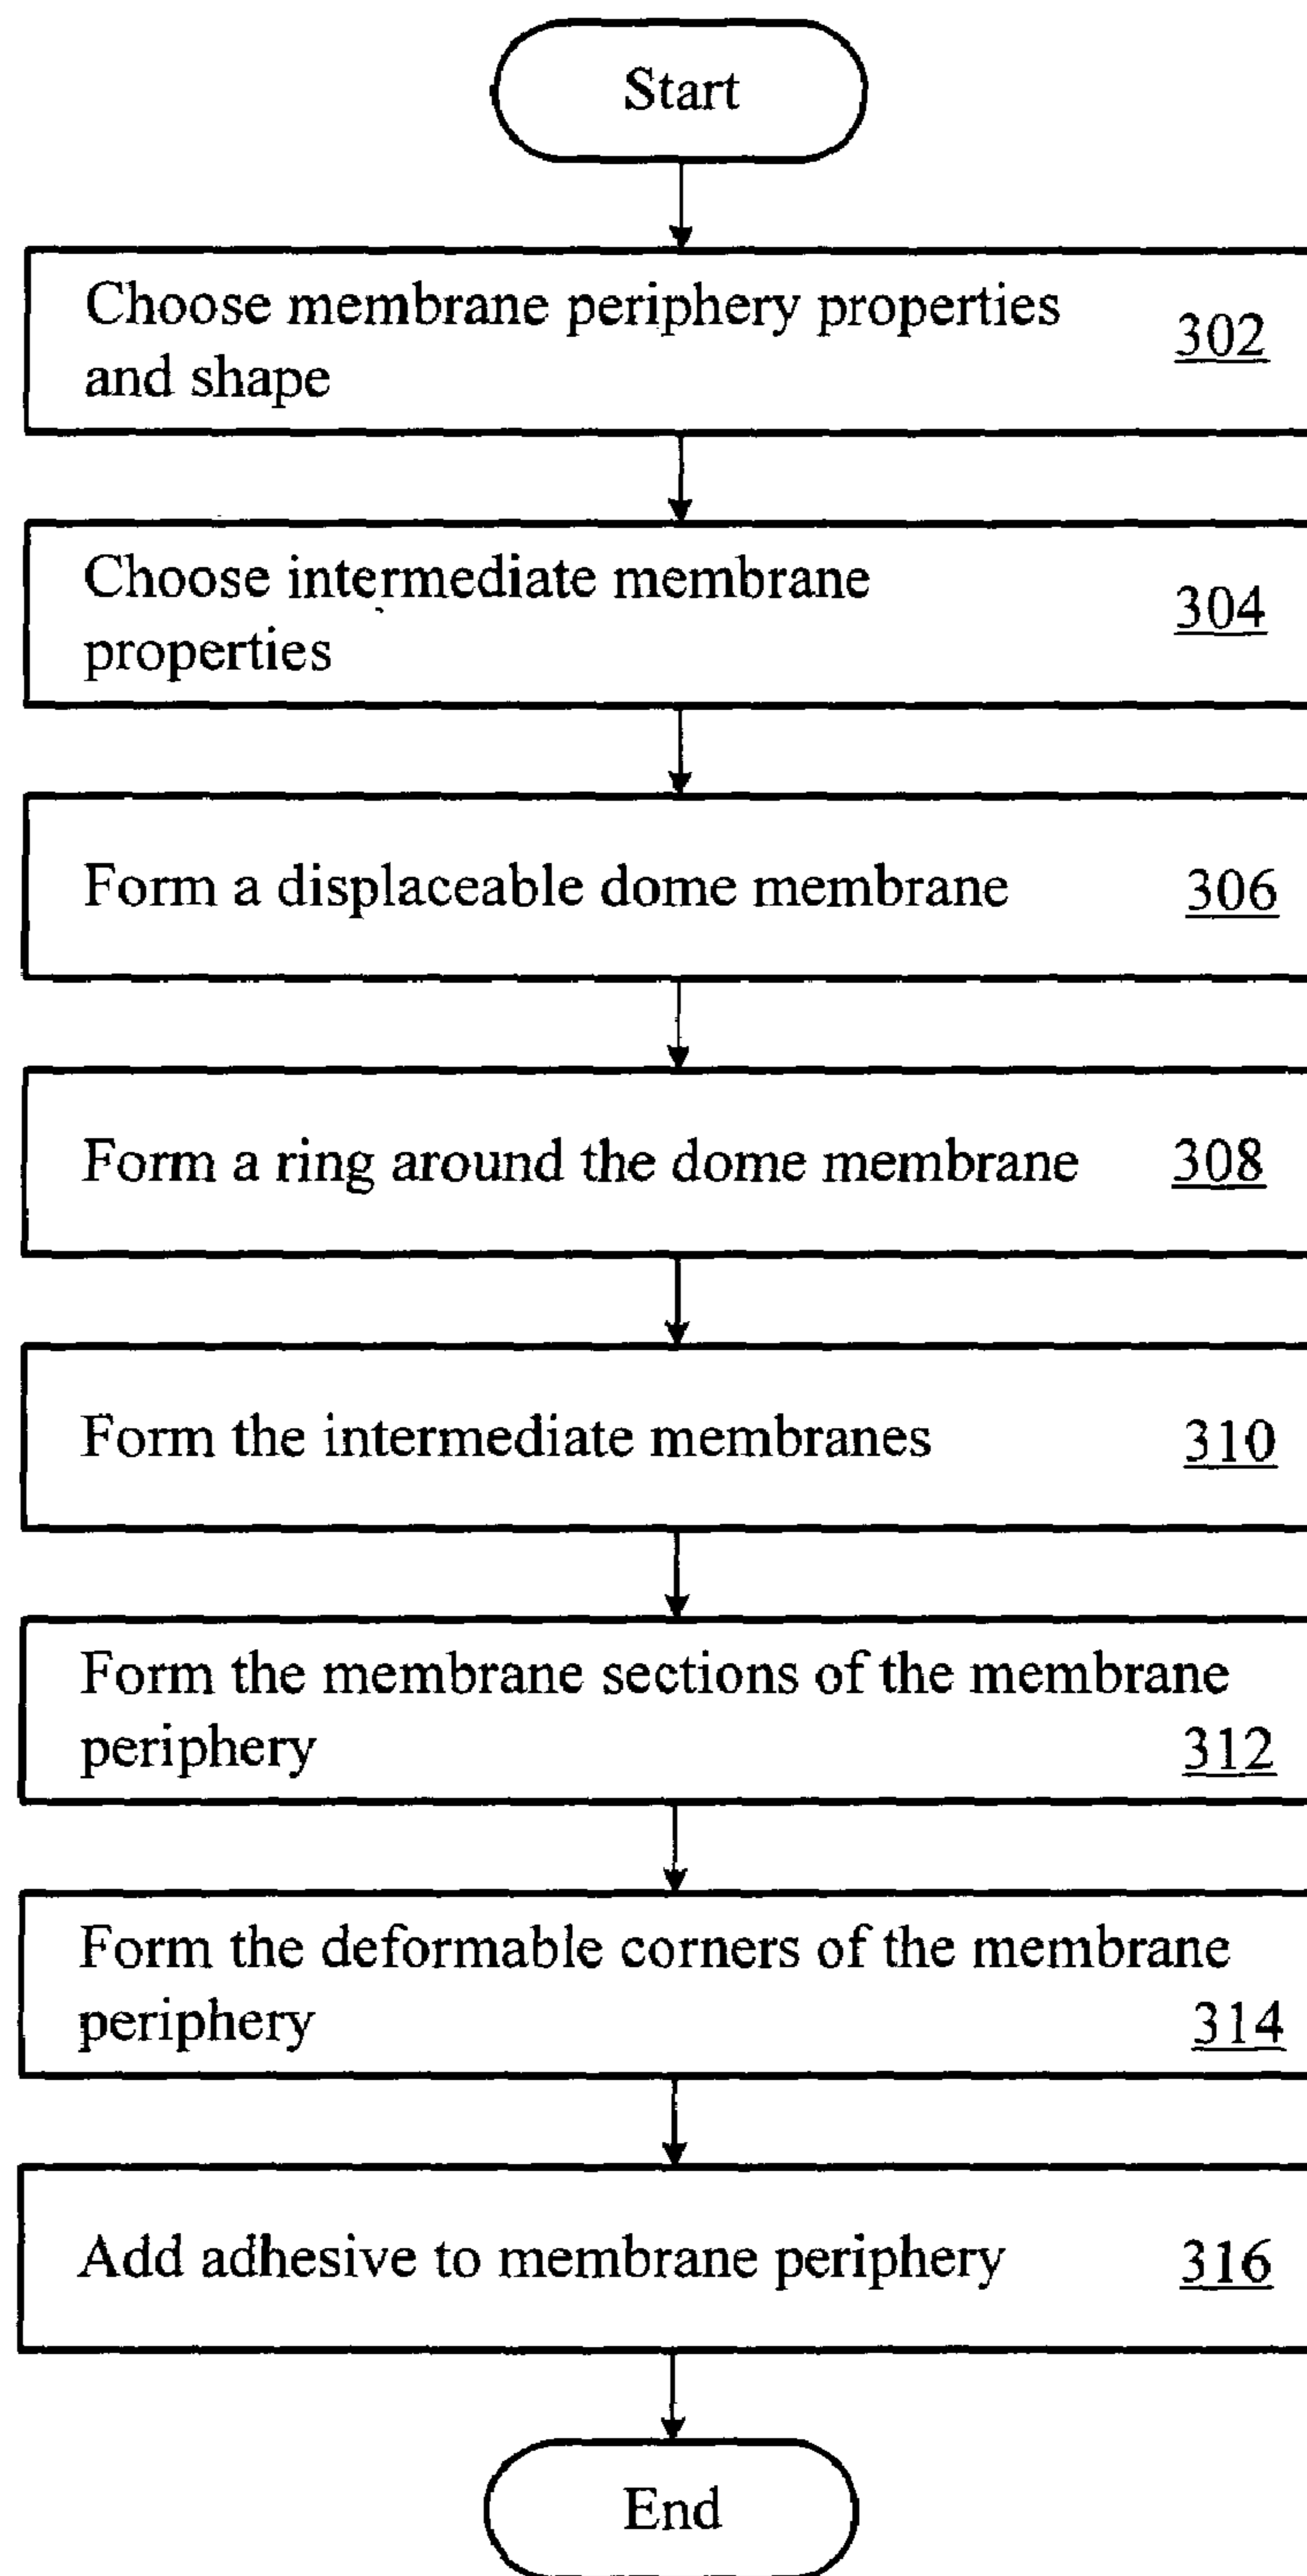 Start
Choose membrane periphery properties
and shape
302
Choose intermediate membrane
properties
304
Form a displaceable dome membrane 306
Form a ring around the dome membrane 308
Form the intermediate membranes 310
Form the membrane sections of the membrane
periphery 312
Form the deformable corners of the membrane
periphery 314
Add adhesive to membrane periphery 316
End